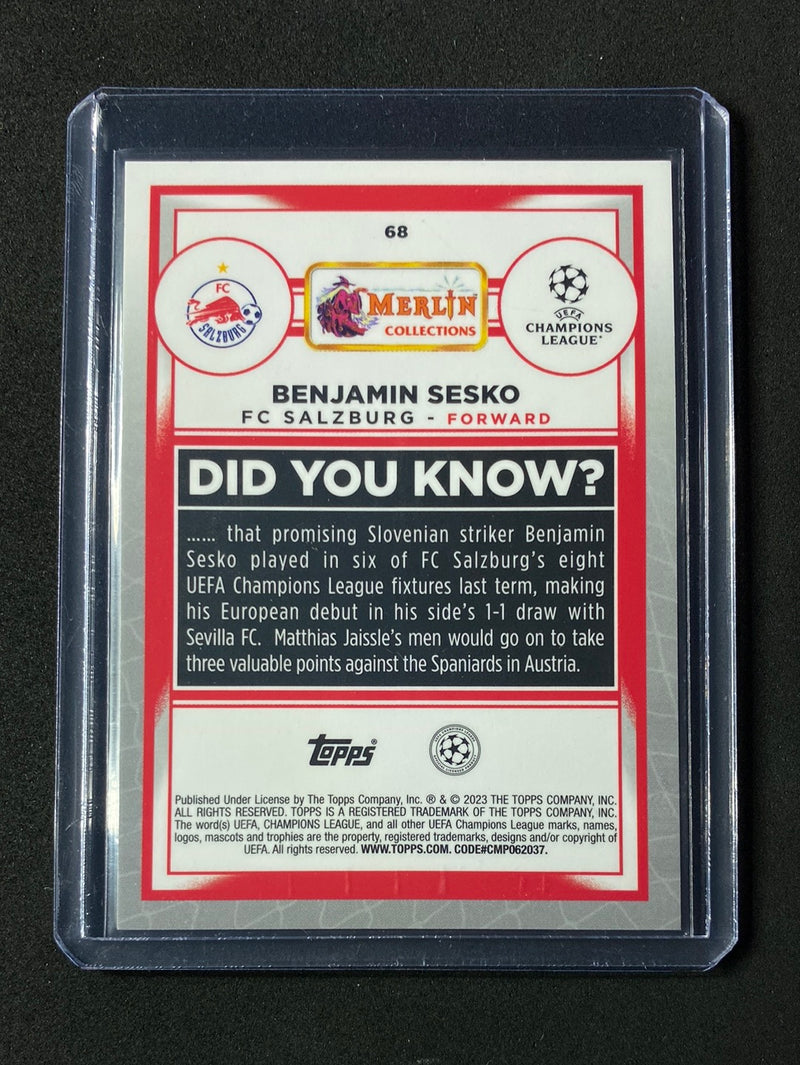 68
FC
SALZBURG
MERLIN
COLLECTIONS
UEFA
CHAMPIONS
LEAGUE
BENJAMIN SESKO
FC SALZBURG - FORWARD
DID YOU KNOW?
...... that promising Slovenian striker Benjamin
Sesko played in six of FC Salzburg's eight
UEFA Champions League fixtures last term, making
his European debut in his side's 1-1 draw with
Sevilla FC. Matthias Jaissle's men would go on to take
three valuable points against the Spaniards in Austria.
Topps®
Published Under License by The Topps Company, Inc. ® & © 2023 THE TOPPS COMPANY, INC.
ALL RIGHTS RESERVED. TOPPS IS A REGISTERED TRADEMARK OF THE TOPPS COMPANY, INC.
The word(s) UEFA, CHAMPIONS LEAGUE, and all other UEFA Champions League marks, names,
logos, mascots and trophies are the property, registered trademarks, designs and/or copyright of
UEFA. All rights reserved. WWW.TOPPS.COM. CODE#CMP062037.